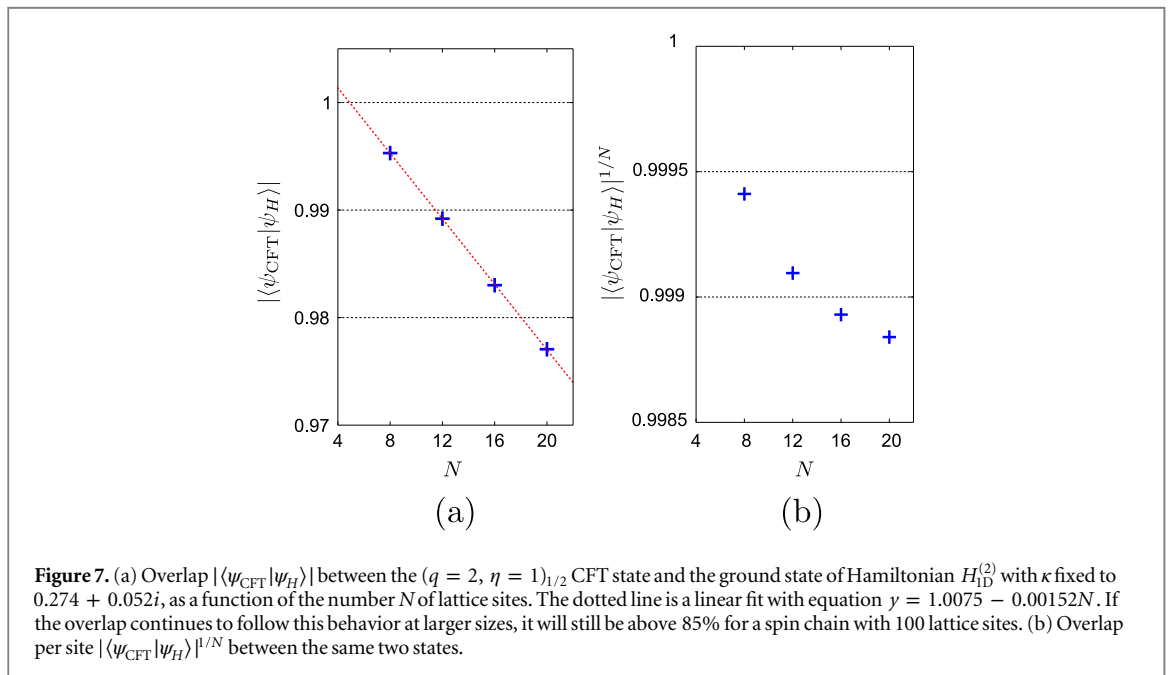 1
0.99
0.98
0.97
4 8 12 16 20
N
|⟨ψ_CFT|ψ_H⟩|
(a)
1
0.9995
0.999
0.9985
4 8 12 16 20
N
|⟨ψ_CFT|ψ_H⟩|^{1/N}
(b)
Figure 7. (a) Overlap |⟨ψ_CFT|ψ_H⟩| between the (q = 2, η = 1)_{1/2} CFT state and the ground state of Hamiltonian H_{1D}^{(2)} with κ fixed to
0.274 + 0.052i, as a function of the number N of lattice sites. The dotted line is a linear fit with equation y = 1.0075 − 0.00152N. If
the overlap continues to follow this behavior at larger sizes, it will still be above 85% for a spin chain with 100 lattice sites. (b) Overlap
per site |⟨ψ_CFT|ψ_H⟩|^{1/N} between the same two states.